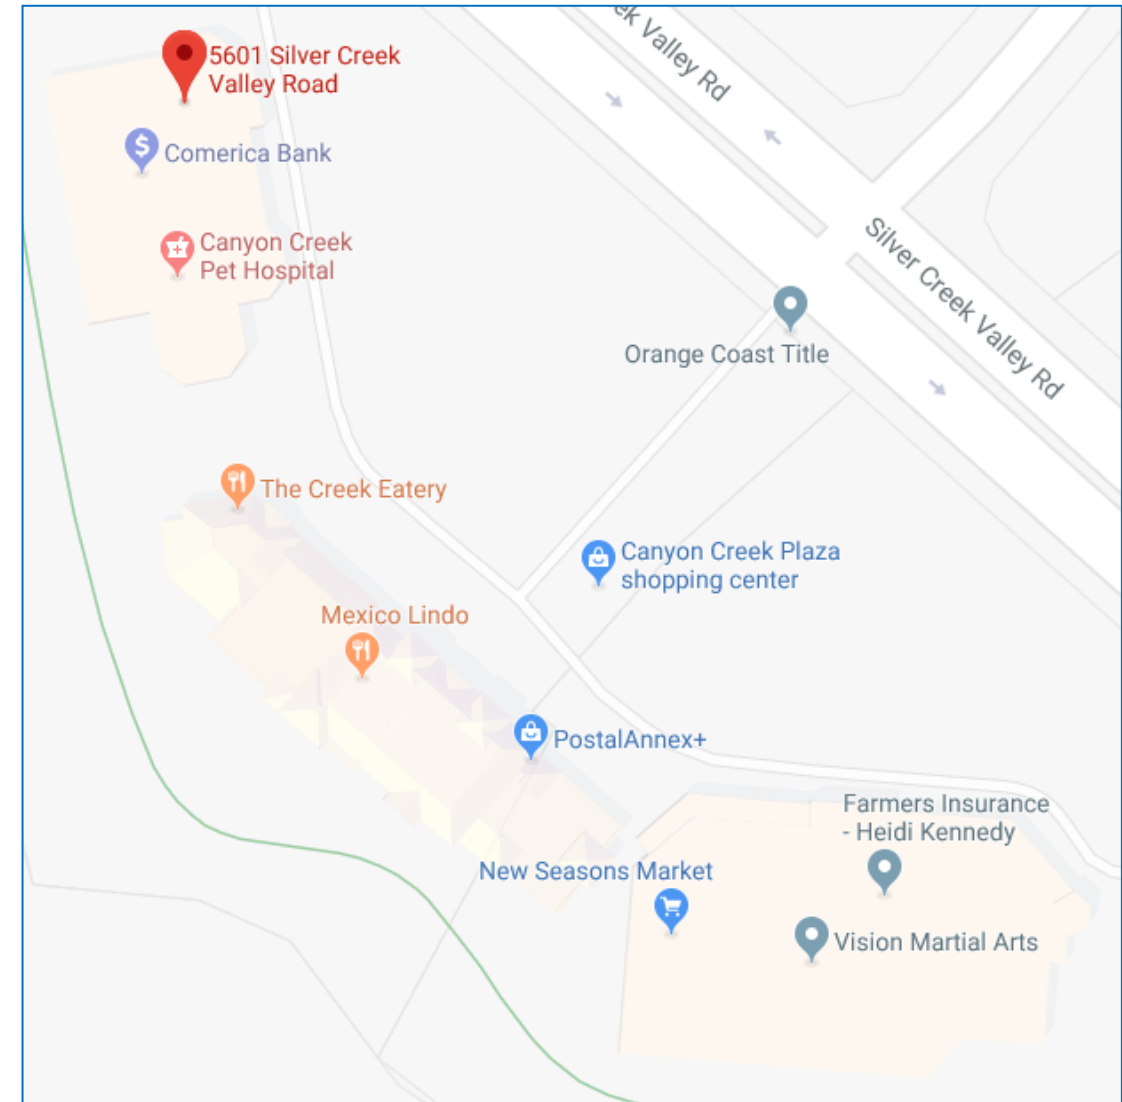 ek Valley Rd
5601 Silver Creek
Valley Road
Comerica Bank
Canyon Creek
Pet Hospital
Silver Creek Valley Rd
Orange Coast Title
The Creek Eatery
Canyon Creek Plaza
shopping center
Mexico Lindo
PostalAnnex+
Farmers Insurance
- Heidi Kennedy
New Seasons Market
Vision Martial Arts